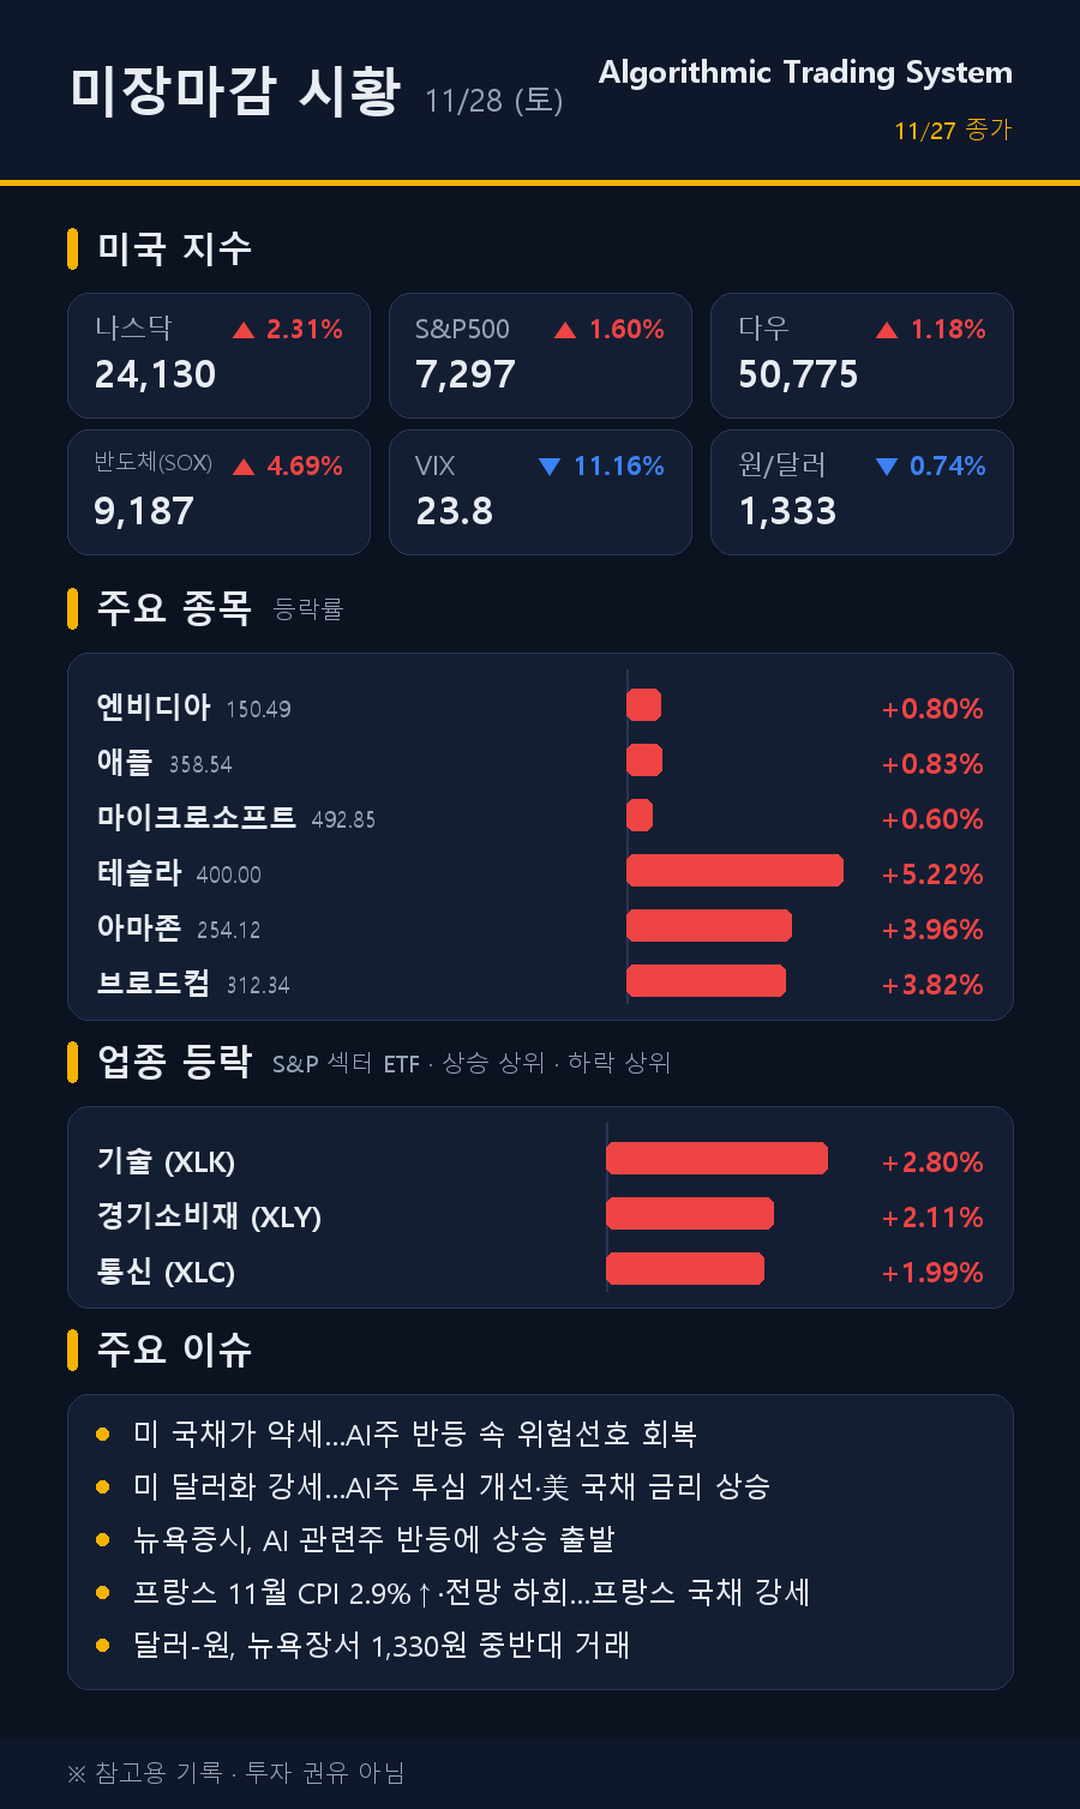 미장마감 시황 11/28 (토)
Algorithmic Trading System
11/27 종가
미국 지수
나스닥 ▲ 2.31%
24,130
S&P500 ▲ 1.60%
7,297
다우 ▲ 1.18%
50,775
반도체(SOX) ▲ 4.69%
9,187
VIX ▼ 11.16%
23.8
원/달러 ▼ 0.74%
1,333
주요 종목 등락률
엔비디아 150.49 +0.80%
애플 358.54 +0.83%
마이크로소프트 492.85 +0.60%
테슬라 400.00 +5.22%
아마존 254.12 +3.96%
브로드컴 312.34 +3.82%
업종 등락 S&P 섹터 ETF · 상승 상위 · 하락 상위
기술 (XLK) +2.80%
경기소비재 (XLY) +2.11%
통신 (XLC) +1.99%
주요 이슈
미 국채가 약세…AI주 반등 속 위험선호 회복
미 달러화 강세…AI주 투심 개선·美 국채 금리 상승
뉴욕증시, AI 관련주 반등에 상승 출발
프랑스 11월 CPI 2.9%↑·전망 하회…프랑스 국채 강세
달러-원, 뉴욕장서 1,330원 중반대 거래
※ 참고용 기록 · 투자 권유 아님